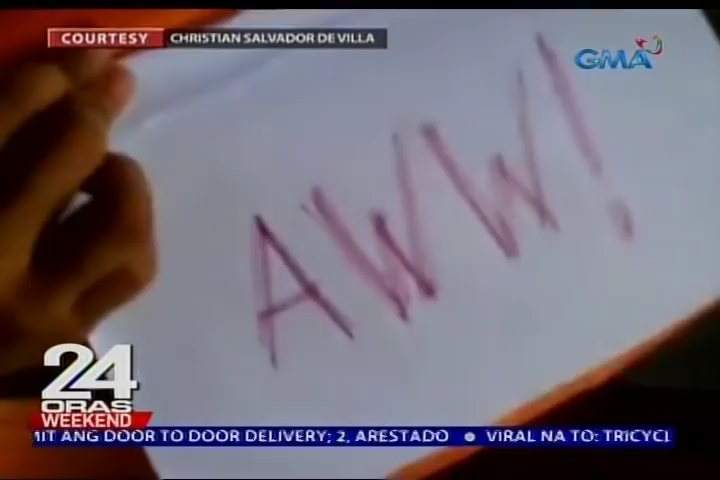 COURTESY CHRISTIAN SALVADOR DE VILLA
GMA
AWW!
24
ORAS
WEEKEND
MIT ANG DOOR TO DOOR DELIVERY; 2, ARESTADO • VIRAL NA TO: TRICYCL